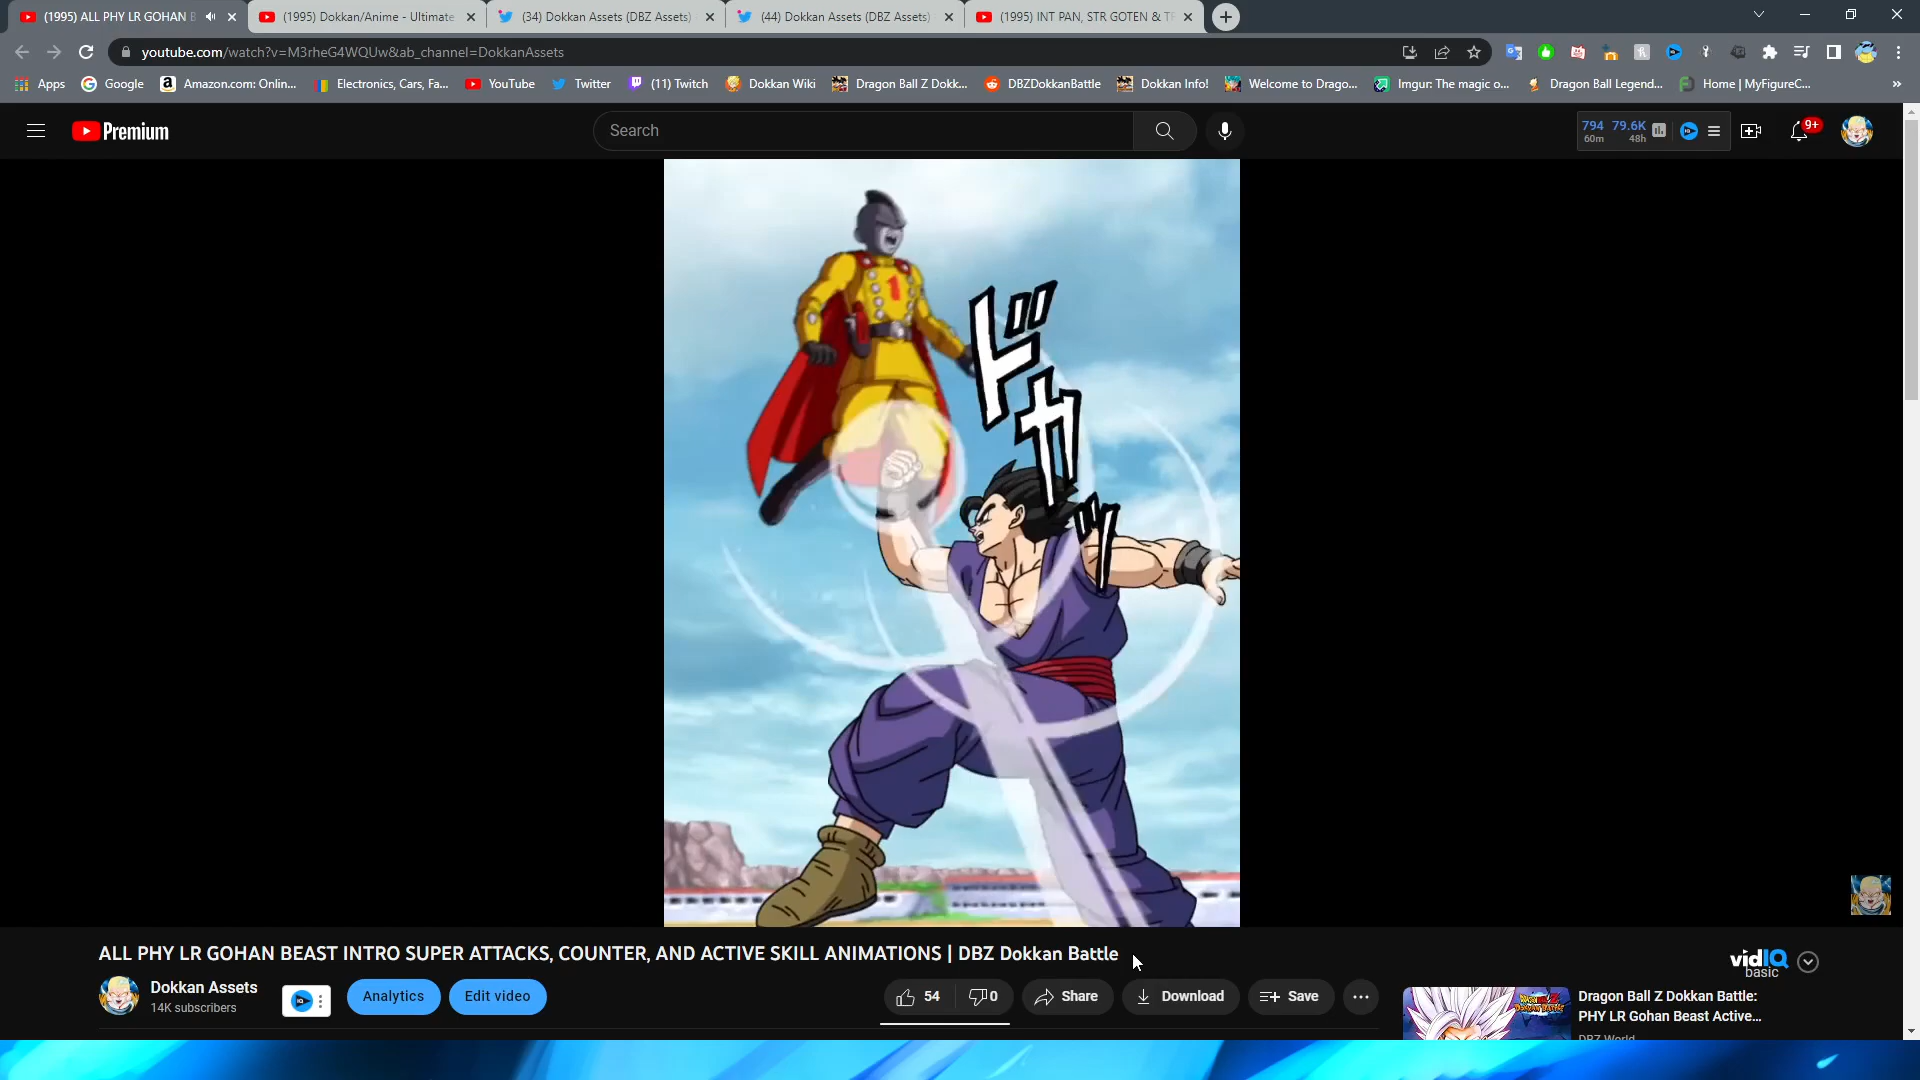 (1995) ALL PHY LR GOHAN B
(1995) Dokkan/Anime - Ultimate
(34) Dokkan Assets (DBZ Assets)
(44) Dokkan Assets (DBZ Assets)
(1995) INT PAN, STR GOTEN & TR
youtube.com/watch?v=M3rheG4WQUw&ab_channel=DokkanAssets
Apps
Google
Amazon.com: Onlin...
Electronics, Cars, Fa...
YouTube
Twitter
(11) Twitch
Dokkan Wiki
Dragon Ball Z Dokk...
DBZDokkanBattle
Dokkan Info!
Welcome to Drago...
Imgur: The magic o...
Dragon Ball Legend...
Home | MyFigureC...
»
Premium
Search
794 79.6K
60m 48h
9+
1
ドガッ
ALL PHY LR GOHAN BEAST INTRO SUPER ATTACKS, COUNTER, AND ACTIVE SKILL ANIMATIONS | DBZ Dokkan Battle
vidIQ
basic
Dokkan Assets
14K subscribers
Analytics
Edit video
54
0
Share
Download
Save
Dragon Ball Z Dokkan Battle:
PHY LR Gohan Beast Active...
DBZ World